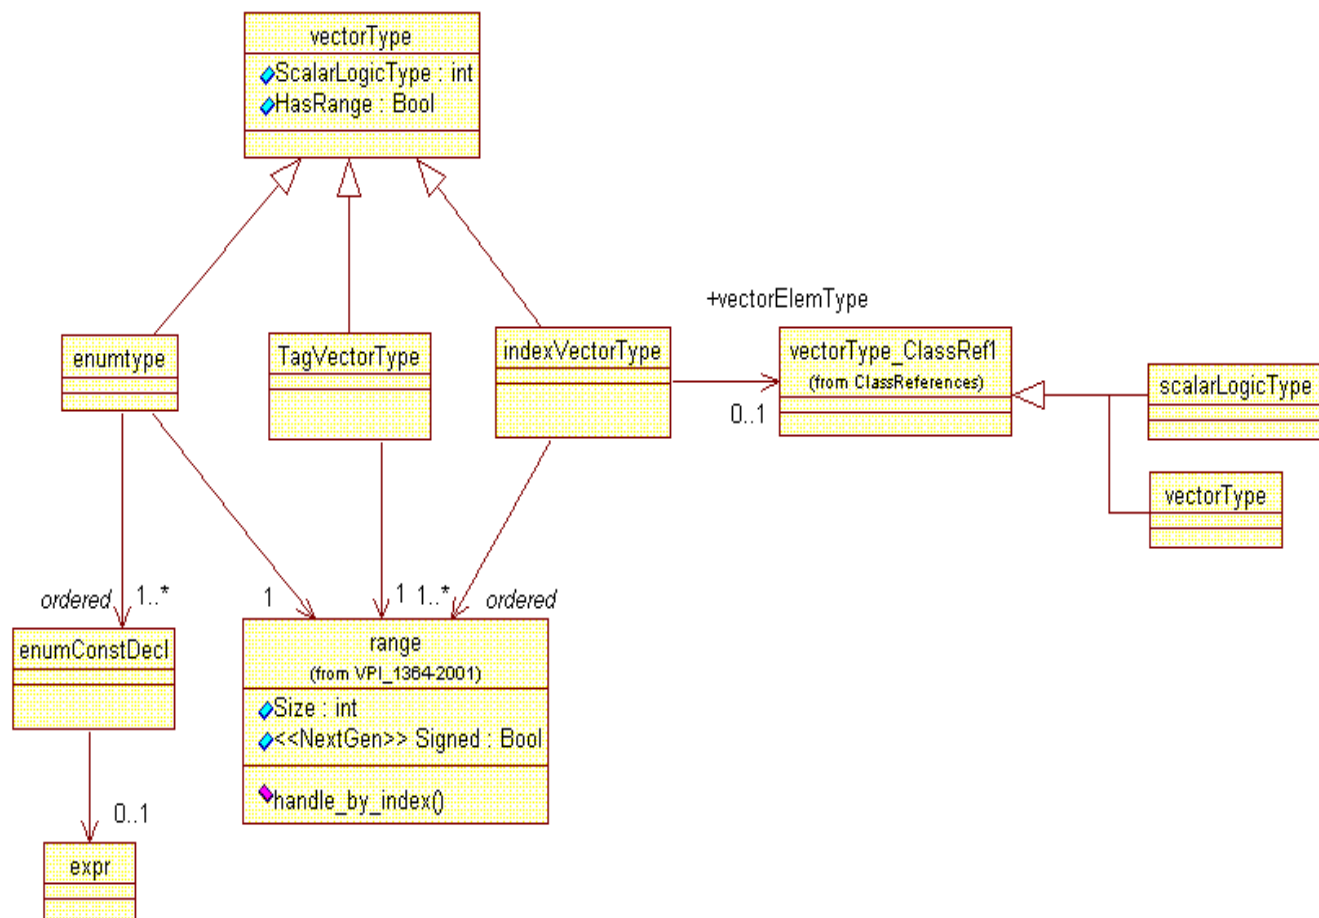 vectorType
ScalarLogicType : int
HasRange : Bool
+vectorElemType
enumtype
TagVectorType
indexVectorType
vectorType_ClassRef1
(from ClassReferences)
scalarLogicType
0..1
vectorType
ordered
1..*
1
1
1..*
ordered
enumConstDecl
range
(from VPI_1364-2001)
Size : int
<<NextGen>> Signed : Bool
handle_by_index()
0..1
expr